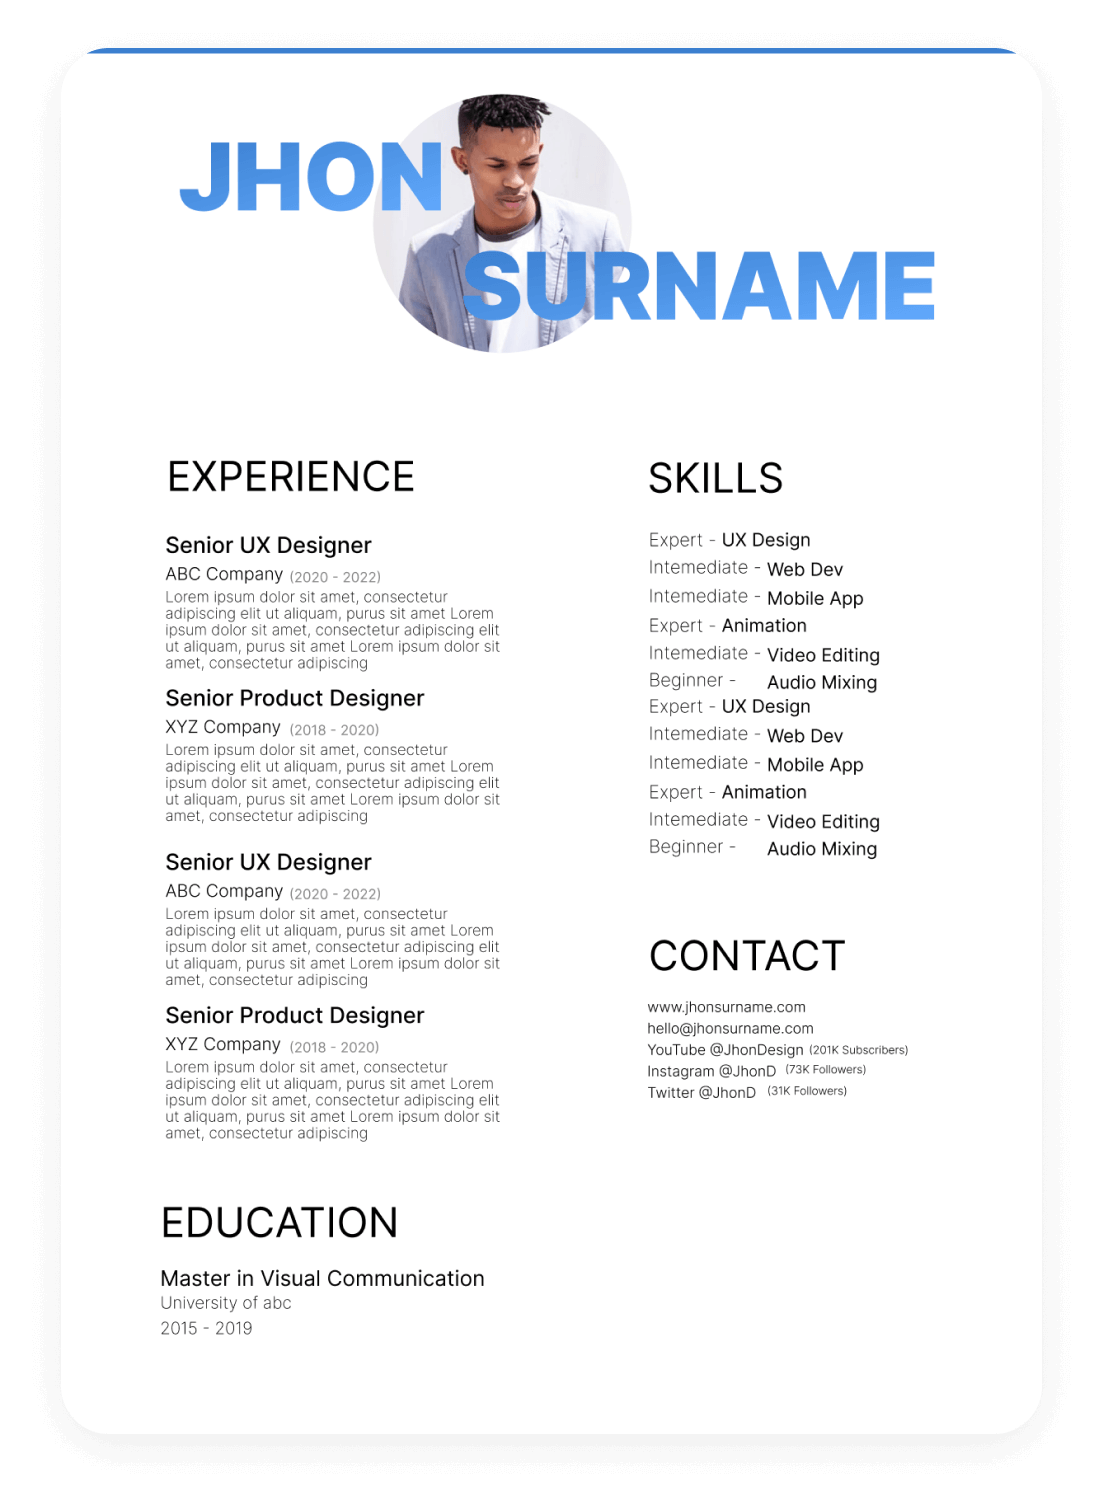 JHON
SURNAME
EXPERIENCE
Senior UX Designer
ABC Company (2020 - 2022)
Lorem ipsum dolor sit amet, consectetur
adipiscing elit ut aliquam, purus sit amet Lorem
ipsum dolor sit amet, consectetur adipiscing elit
ut aliquam, purus sit amet Lorem ipsum dolor sit
amet, consectetur adipiscing
Senior Product Designer
XYZ Company (2018 - 2020)
Lorem ipsum dolor sit amet, consectetur
adipiscing elit ut aliquam, purus sit amet Lorem
ipsum dolor sit amet, consectetur adipiscing elit
ut aliquam, purus sit amet Lorem ipsum dolor sit
amet, consectetur adipiscing
Senior UX Designer
ABC Company (2020 - 2022)
Lorem ipsum dolor sit amet, consectetur
adipiscing elit ut aliquam, purus sit amet Lorem
ipsum dolor sit amet, consectetur adipiscing elit
ut aliquam, purus sit amet Lorem ipsum dolor sit
amet, consectetur adipiscing
Senior Product Designer
XYZ Company (2018 - 2020)
Lorem ipsum dolor sit amet, consectetur
adipiscing elit ut aliquam, purus sit amet Lorem
ipsum dolor sit amet, consectetur adipiscing elit
ut aliquam, purus sit amet Lorem ipsum dolor sit
amet, consectetur adipiscing
EDUCATION
Master in Visual Communication
University of abc
2015 - 2019
SKILLS
Expert - UX Design
Intemediate - Web Dev
Intemediate - Mobile App
Expert - Animation
Intemediate - Video Editing
Beginner - Audio Mixing
Expert - UX Design
Intemediate - Web Dev
Intemediate - Mobile App
Expert - Animation
Intemediate - Video Editing
Beginner - Audio Mixing
CONTACT
www.jhonsurname.com
hello@jhonsurname.com
YouTube @JhonDesign (201K Subscribers)
Instagram @JhonD (73K Followers)
Twitter @JhonD (31K Followers)